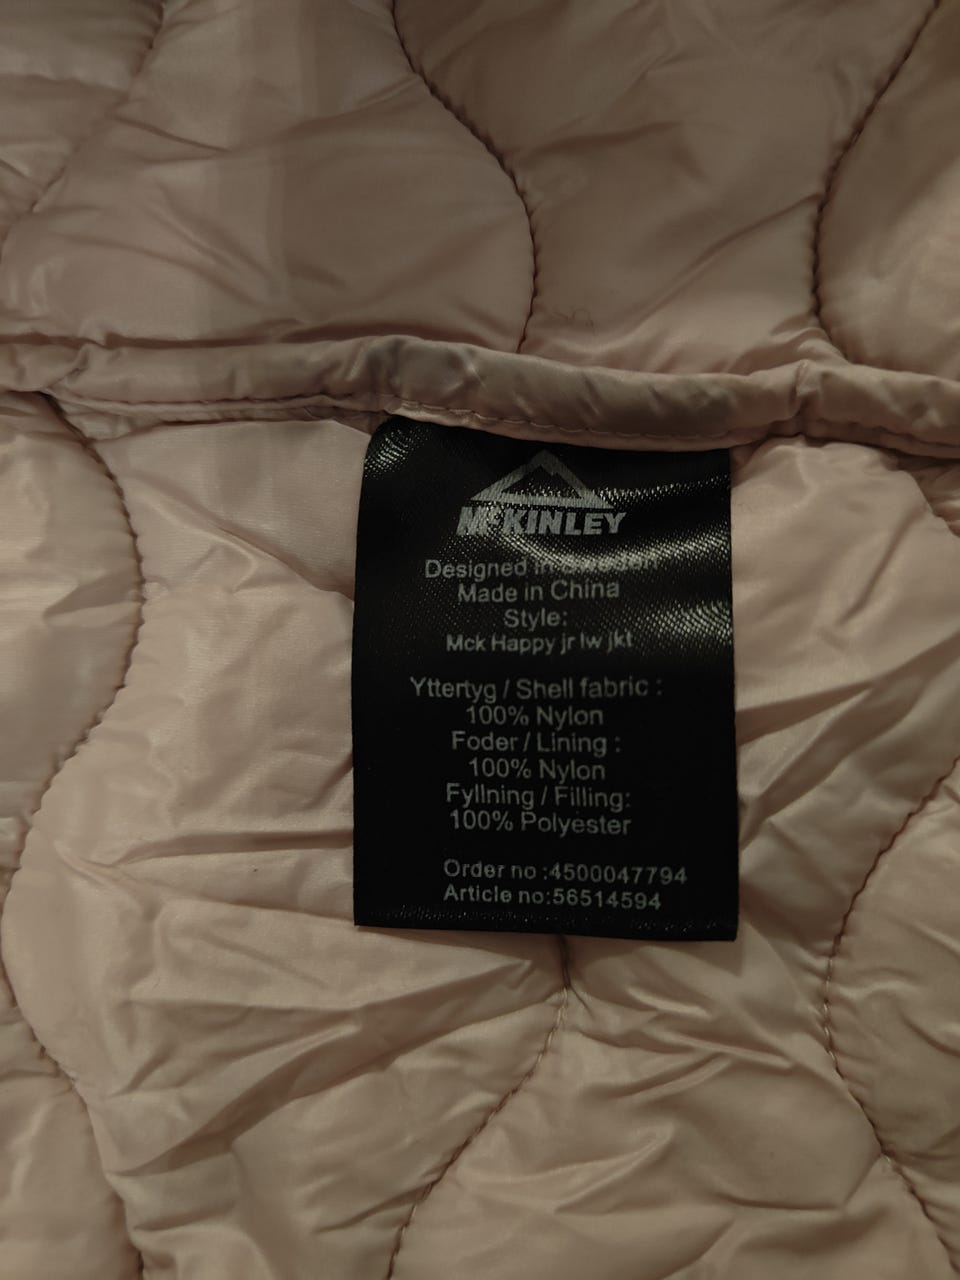 McKINLEY
Designed in Sweden
Made in China
Style:
Mck Happy jr lw jkt
Yttertyg / Shell fabric :
100% Nylon
Foder / Lining :
100% Nylon
Fyllning / Filling:
100% Polyester
Order no :4500047794
Article no:56514594